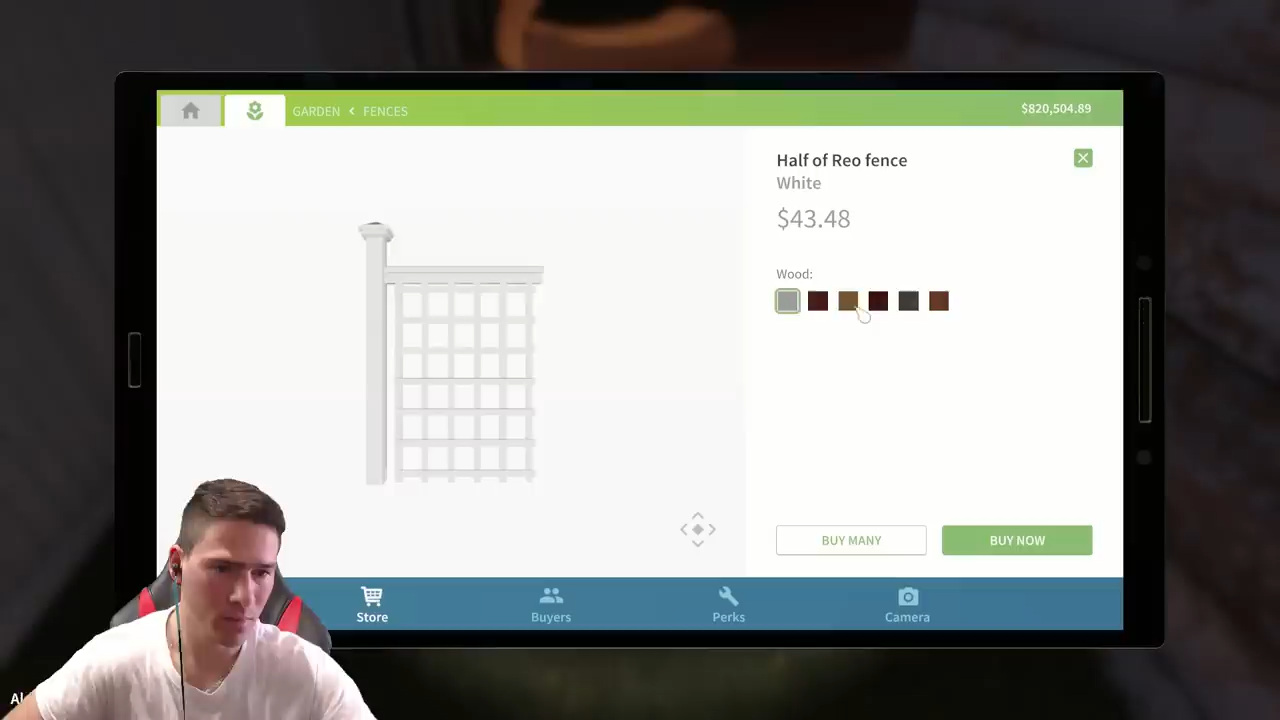 GARDEN < FENCES
$820,504.89
Half of Reo fence
White
$43.48
Wood:
BUY MANY
BUY NOW
Store
Buyers
Perks
Camera